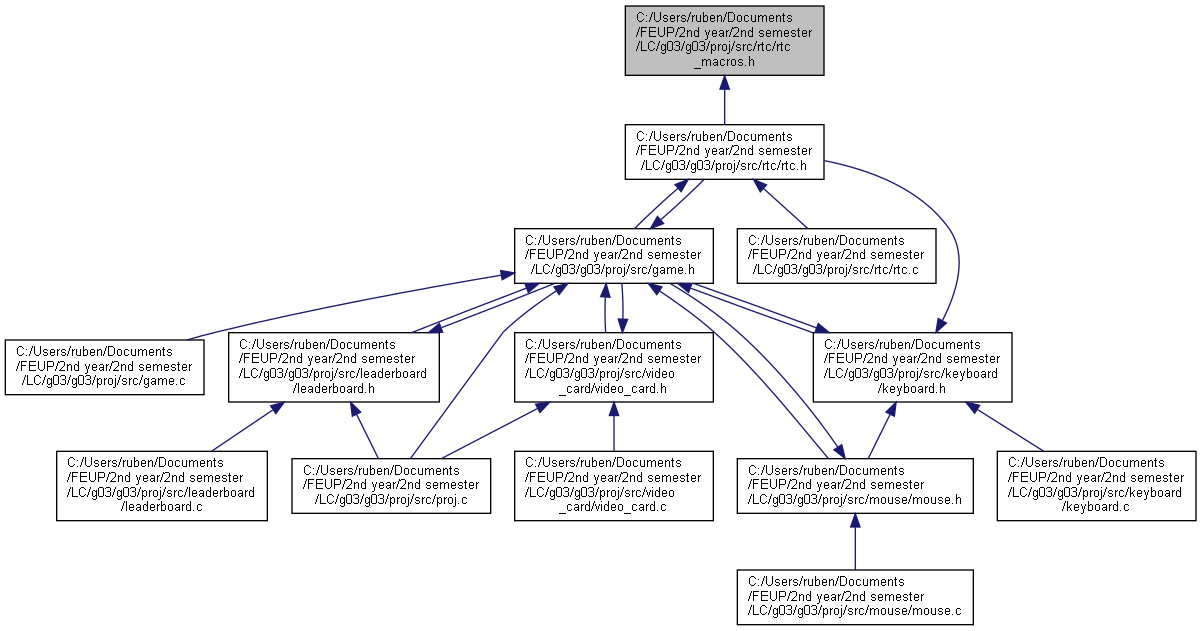 C:/Users/ruben/Documents
/FEUP/2nd year/2nd semester
/LC/g03/g03/proj/src/rtc/rtc
_macros.h
C:/Users/ruben/Documents
/FEUP/2nd year/2nd semester
/LC/g03/g03/proj/src/rtc/rtc.h
C:/Users/ruben/Documents
/FEUP/2nd year/2nd semester
/LC/g03/g03/proj/src/game.h
C:/Users/ruben/Documents
/FEUP/2nd year/2nd semester
/LC/g03/g03/proj/src/rtc/rtc.c
C:/Users/ruben/Documents
/FEUP/2nd year/2nd semester
/LC/g03/g03/proj/src/game.c
C:/Users/ruben/Documents
/FEUP/2nd year/2nd semester
/LC/g03/g03/proj/src/leaderboard
/leaderboard.h
C:/Users/ruben/Documents
/FEUP/2nd year/2nd semester
/LC/g03/g03/proj/src/video
_card/video_card.h
C:/Users/ruben/Documents
/FEUP/2nd year/2nd semester
/LC/g03/g03/proj/src/keyboard
/keyboard.h
C:/Users/ruben/Documents
/FEUP/2nd year/2nd semester
/LC/g03/g03/proj/src/leaderboard
/leaderboard.c
C:/Users/ruben/Documents
/FEUP/2nd year/2nd semester
/LC/g03/g03/proj/src/proj.c
C:/Users/ruben/Documents
/FEUP/2nd year/2nd semester
/LC/g03/g03/proj/src/video
_card/video_card.c
C:/Users/ruben/Documents
/FEUP/2nd year/2nd semester
/LC/g03/g03/proj/src/mouse/mouse.h
C:/Users/ruben/Documents
/FEUP/2nd year/2nd semester
/LC/g03/g03/proj/src/keyboard
/keyboard.c
C:/Users/ruben/Documents
/FEUP/2nd year/2nd semester
/LC/g03/g03/proj/src/mouse/mouse.c